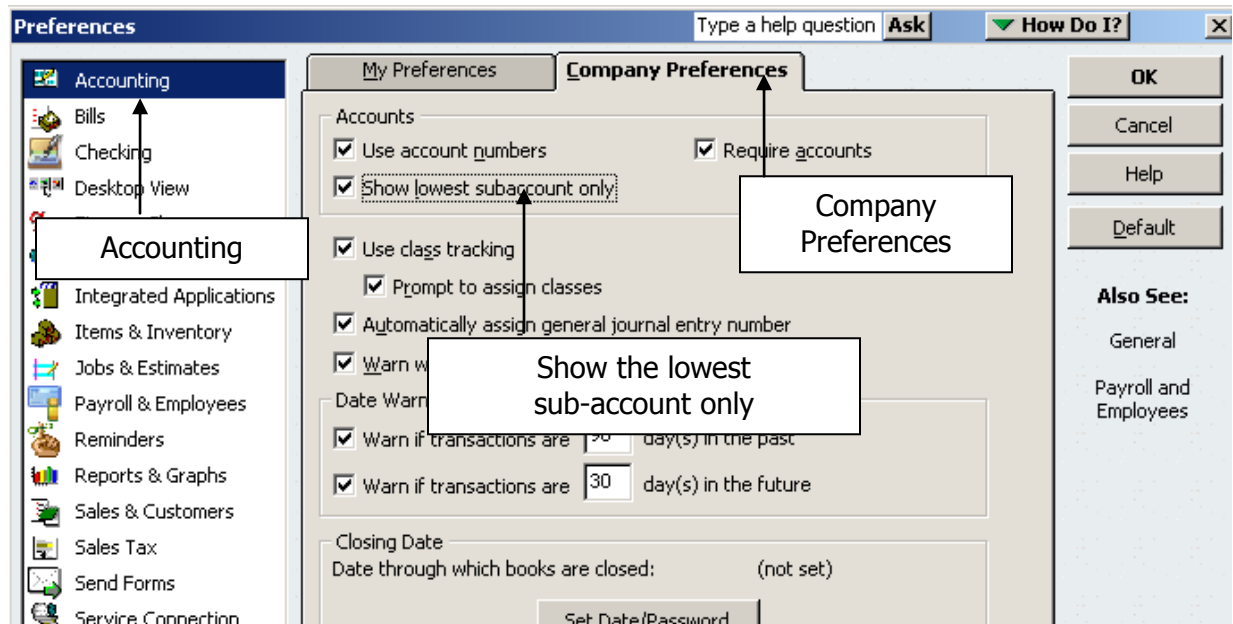 Preferences
Type a help question Ask
How Do I?
Accounting
Bills
Checking
Desktop View
Integrated Applications
Items & Inventory
Jobs & Estimates
Payroll & Employees
Reminders
Reports & Graphs
Sales & Customers
Sales Tax
Send Forms
Service Connection
Accounting
My Preferences
Company Preferences
Accounts
Use account numbers
Require accounts
Show lowest subaccount only
Company
Preferences
Use class tracking
Prompt to assign classes
Automatically assign general journal entry number
Warn
Show the lowest
sub-account only
Date
Warn if transactions are 90 day(s) in the past
Warn if transactions are 30 day(s) in the future
Closing Date
Date through which books are closed: (not set)
Set Date/Password
OK
Cancel
Help
Default
Also See:
General
Payroll and
Employees